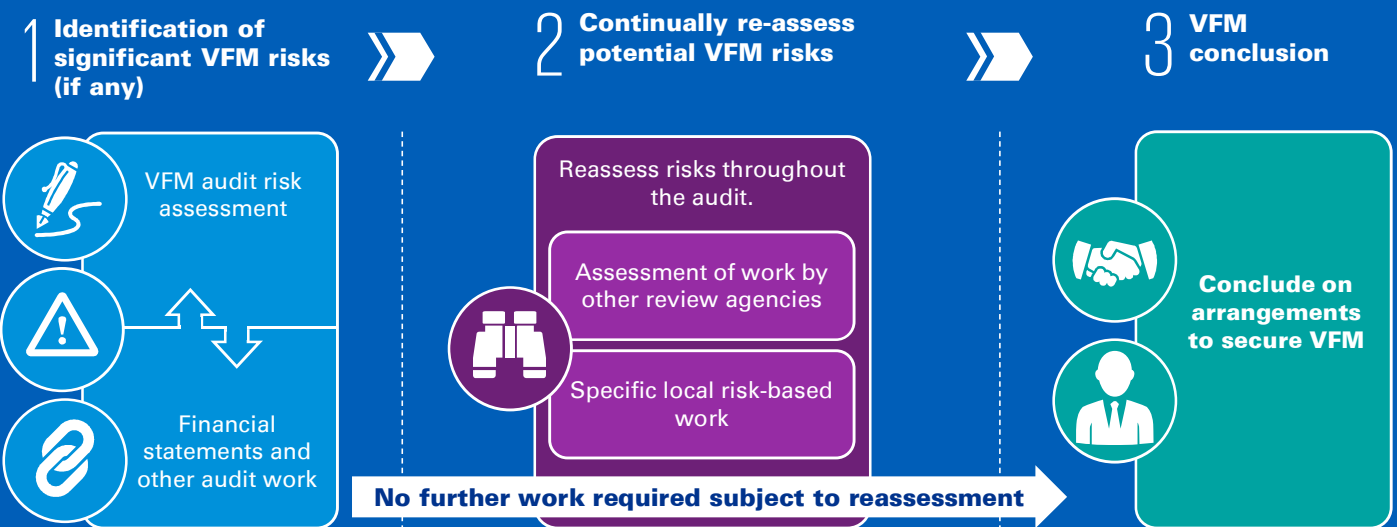 1 Identification of
significant VFM risks
(if any)
2 Continually re-assess
potential VFM risks
3 VFM
conclusion
VFM audit risk
assessment
Financial
statements and
other audit work
Reassess risks throughout
the audit.
Assessment of work by
other review agencies
Specific local risk-based
work
Conclude on
arrangements
to secure VFM
No further work required subject to reassessment